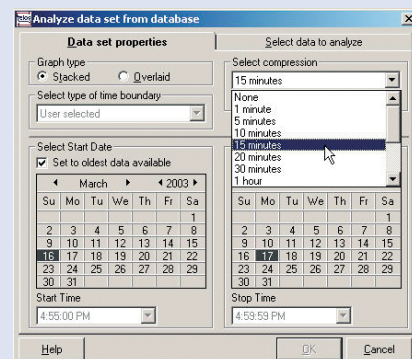 telos Analyze data set from database
Data set properties Select data to analyze
Graph type
Stacked Overlaid
Select type of time boundary
User selected
Select compression
15 minutes
None
1 minute
5 minutes
10 minutes
15 minutes
20 minutes
30 minutes
1 hour
Select Start Date
Set to oldest data available
March 2003
Su Mo Tu We Th Fr Sa
1
2 3 4 5 6 7 8
9 10 11 12 13 14 15
16 17 18 19 20 21 22
23 24 25 26 27 28 29
30 31
Start Time
4:55:00 PM
Su Mo Tu We Th Fr Sa
1
2 3 4 5 6 7 8
9 10 11 12 13 14 15
16 17 18 19 20 21 22
23 24 25 26 27 28 29
30 31
Stop Time
4:59:59 PM
Help OK Cancel